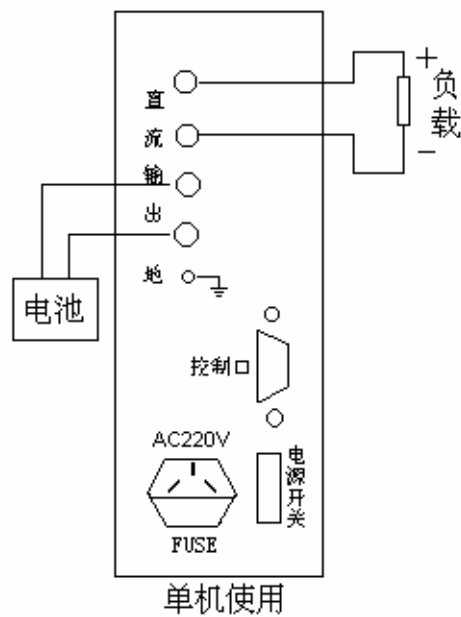 +
负载
−
直流输出
地
电池
控制口
AC220V
电源开关
FUSE
单机使用